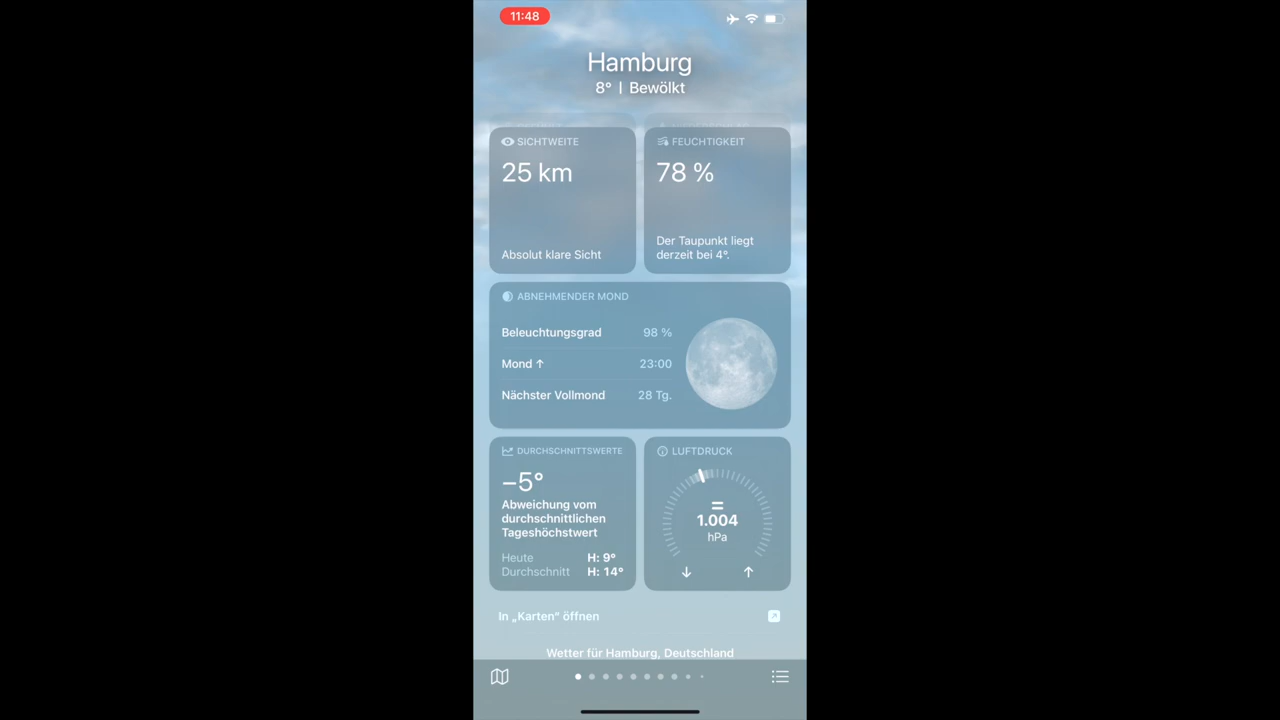 11:48
Hamburg
8° | Bewölkt
SICHTWEITE
25 km
Absolut klare Sicht
FEUCHTIGKEIT
78 %
Der Taupunkt liegt
derzeit bei 4°.
ABNEHMENDER MOND
Beleuchtungsgrad 98 %
Mond ↑ 23:00
Nächster Vollmond 28 Tg.
DURCHSCHNITTSWERTE
−5°
Abweichung vom
durchschnittlichen
Tageshöchstwert
Heute H: 9°
Durchschnitt H: 14°
LUFTDRUCK
=
1.004
hPa
↓ ↑
In „Karten“ öffnen
Wetter für Hamburg, Deutschland